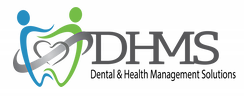 DHMS
Dental & Health Management Solutions